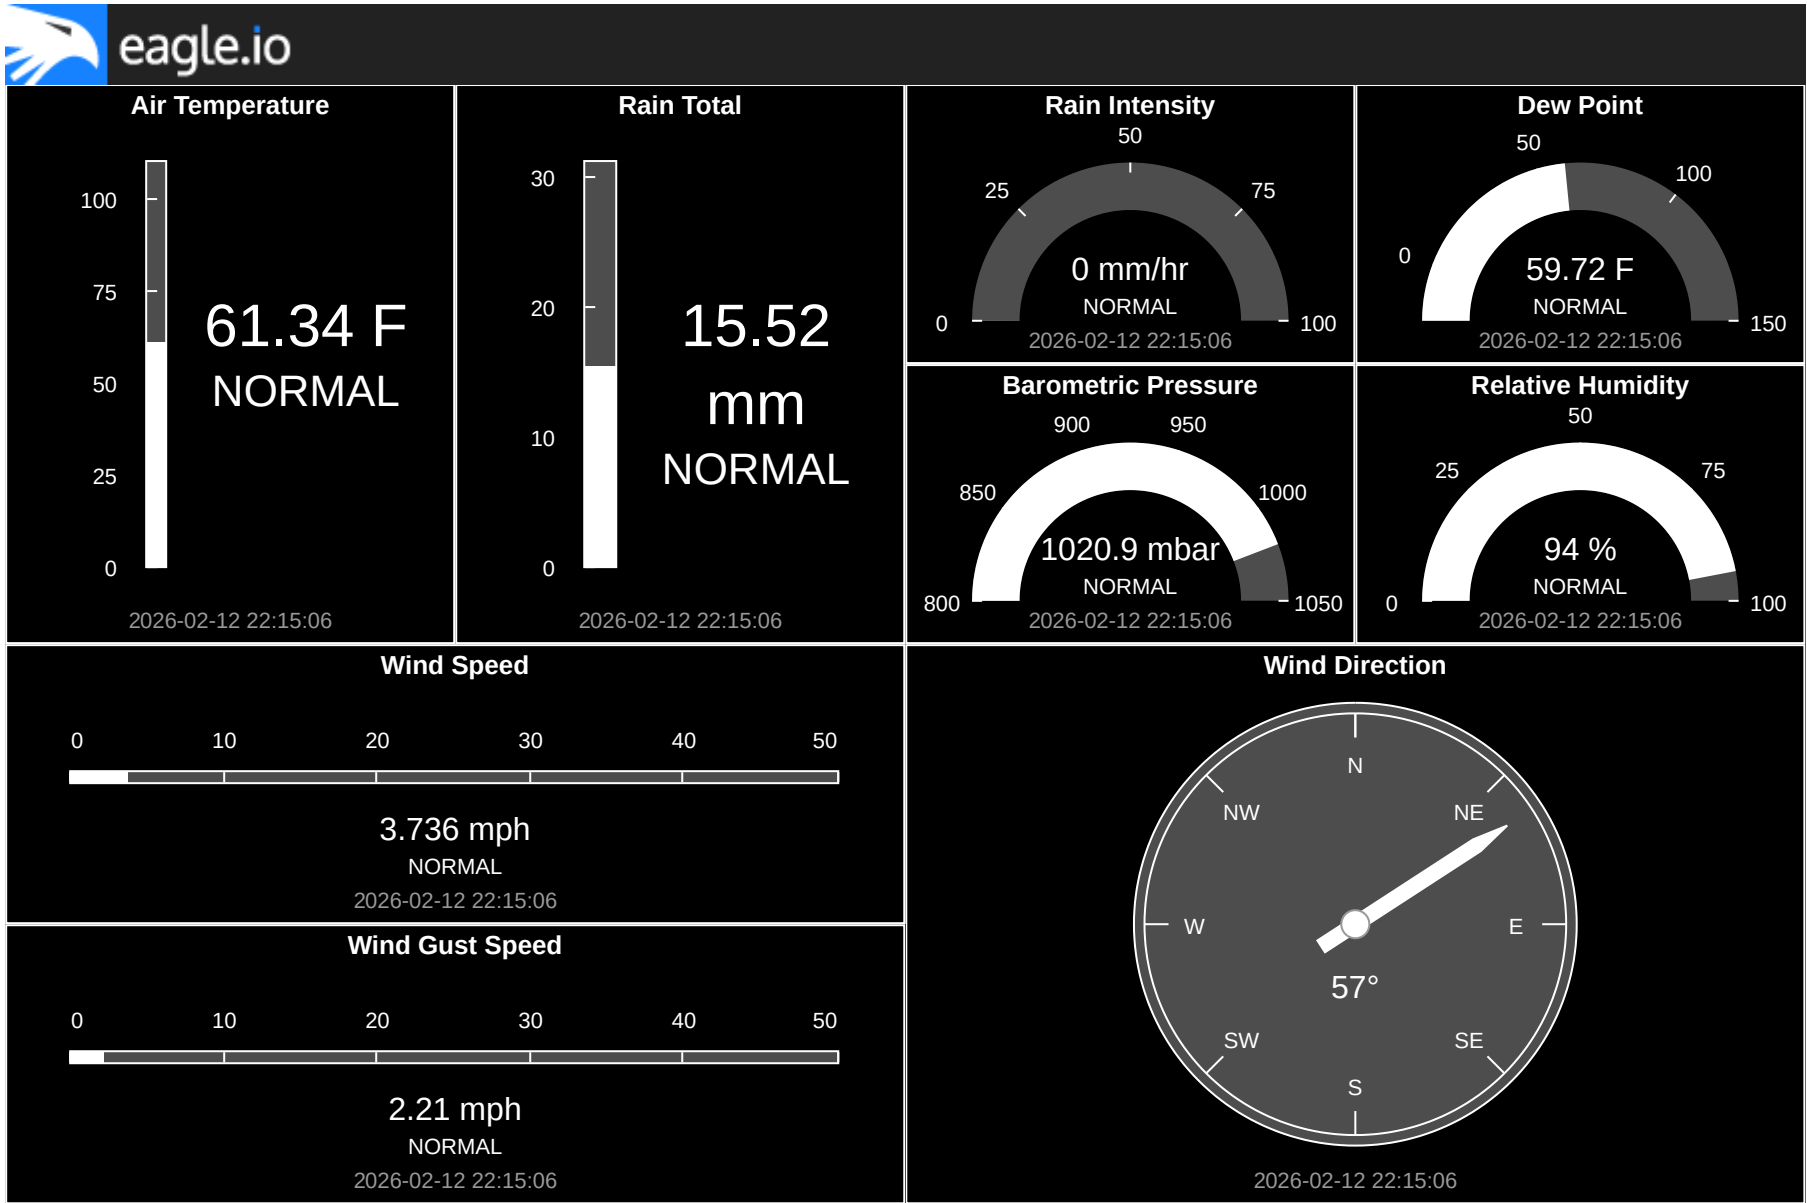 eagle.io
Air Temperature
100
75
50
25
0
61.34 F
NORMAL
2026-02-12 22:15:06
Rain Total
30
20
10
0
15.52
mm
NORMAL
2026-02-12 22:15:06
Rain Intensity
0
25
50
75
100
0 mm/hr
NORMAL
2026-02-12 22:15:06
Dew Point
0
50
100
150
59.72 F
NORMAL
2026-02-12 22:15:06
Barometric Pressure
800
850
900
950
1000
1050
1020.9 mbar
NORMAL
2026-02-12 22:15:06
Relative Humidity
0
25
50
75
100
94 %
NORMAL
2026-02-12 22:15:06
Wind Speed
0 10 20 30 40 50
3.736 mph
NORMAL
2026-02-12 22:15:06
Wind Gust Speed
0 10 20 30 40 50
2.21 mph
NORMAL
2026-02-12 22:15:06
Wind Direction
N
NW NE
W E
57°
SW SE
S
2026-02-12 22:15:06